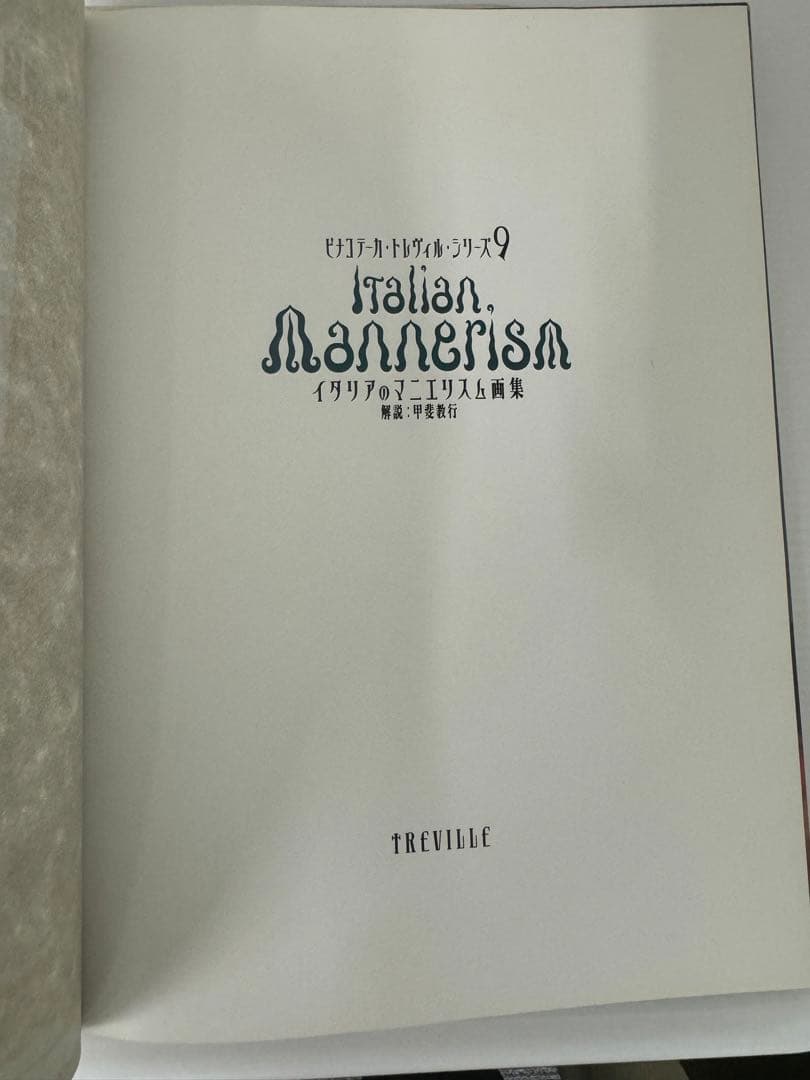 ピナコテーカ・トレヴィル・シリーズ9
Italian
Mannerism
イタリアのマニエリスム画集
解説:甲斐教行
TREVILLE